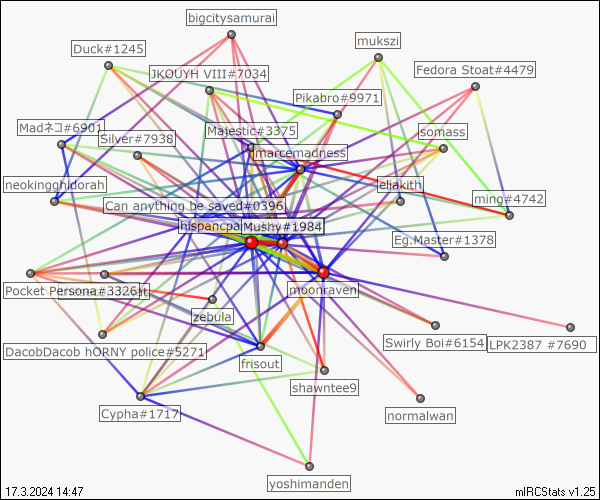 bigcitysamurai
mukszi
Duck#1245
Fedora Stoat#4479
JKOUYH VIII#7034
Pikabro#9971
Madネコ#6901
Majestic#3375
somass
Silver#7938
marcemadness
neokingghidorah
eliakith
ming#4742
Can anything be saved#0396
hispancpa
Mushy#1984
Eg.Master#1378
moonraven
Pocket Persona#3326
zebula
DacobDacob hORNY police#5271
frisout
Swirly Boi#6154
LPK2387 #7690
shawntee9
Cypha#1717
normalwan
yoshimanden
17.3.2024 14:47
mIRCStats v1.25